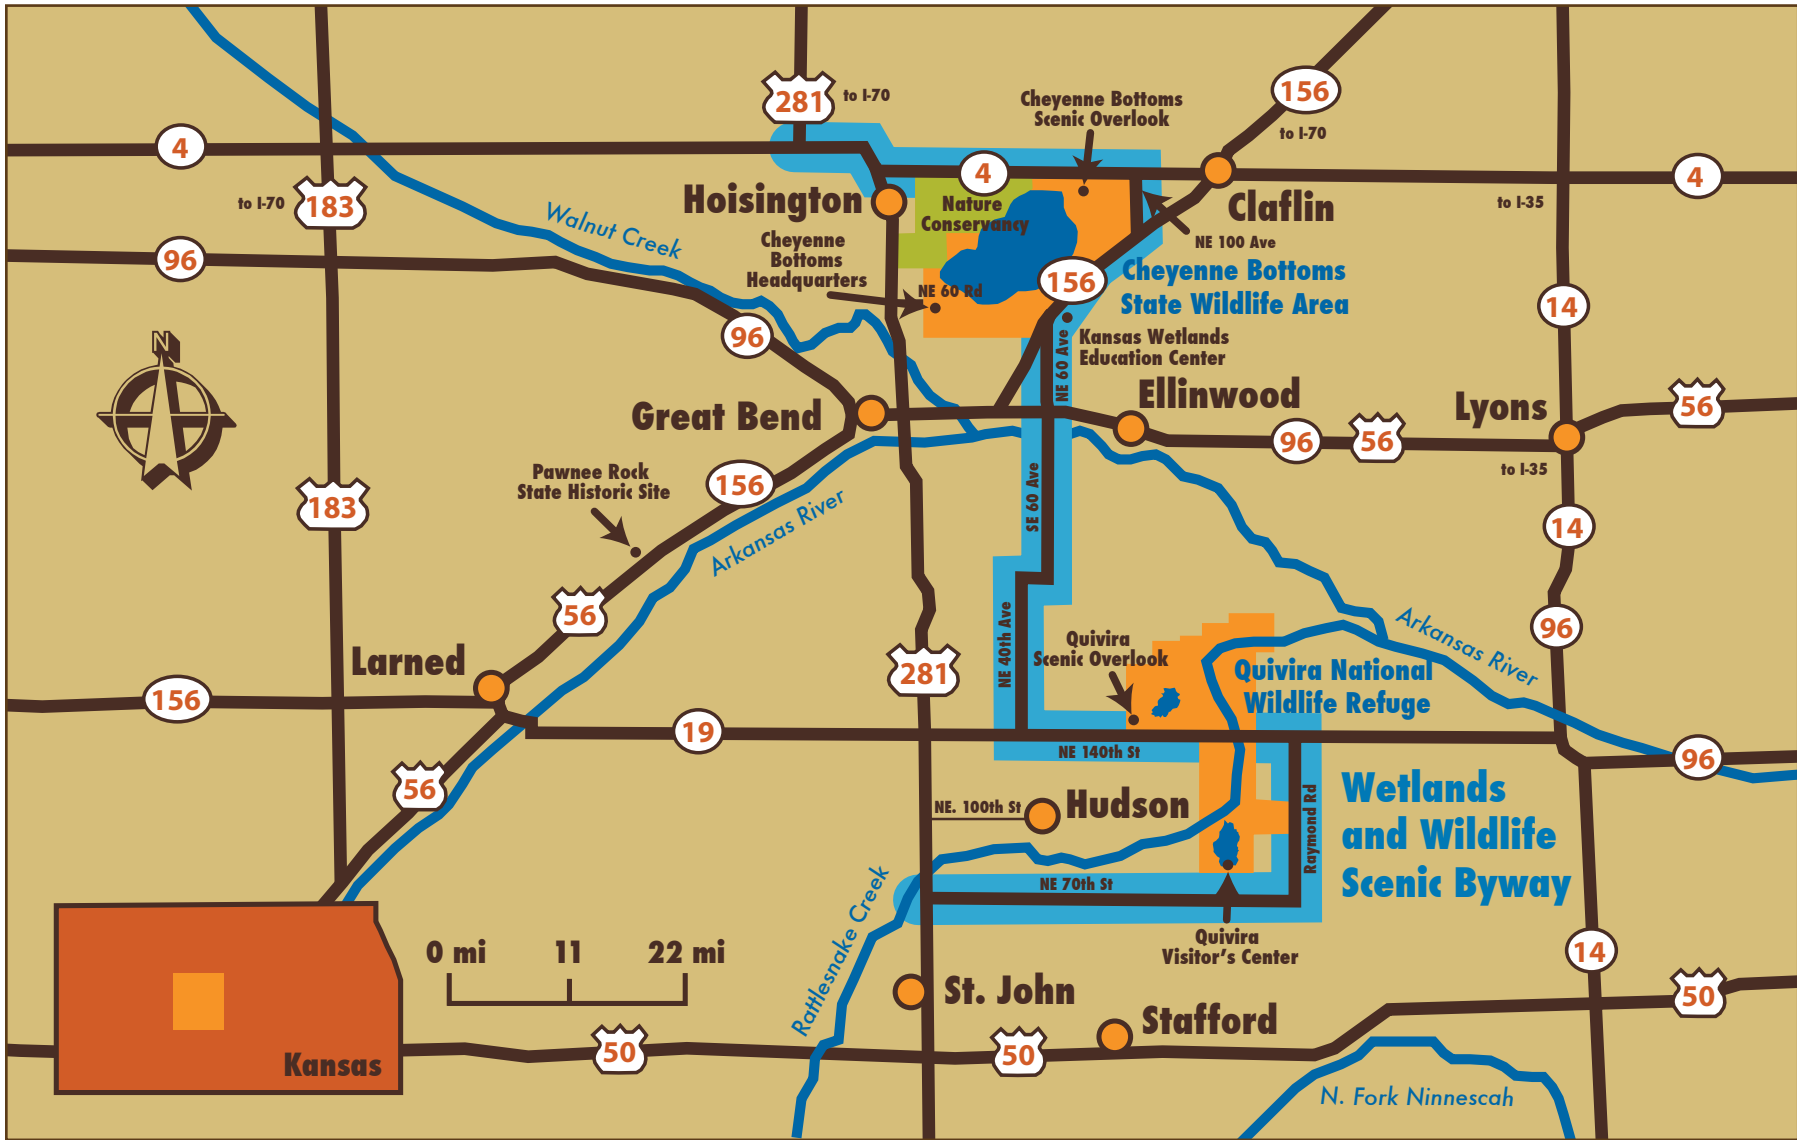 281
to I-70
Cheyenne Bottoms
Scenic Overlook
156
to I-70
4
4
4
to I-70
183
Hoisington
Nature
Conservancy
Claflin
to I-35
NE 100 Ave
Walnut Creek
96
Cheyenne
Bottoms
Headquarters
NE 60 Rd
156
Cheyenne Bottoms
State Wildlife Area
14
N
96
NE 60 Ave
Kansas Wetlands
Education Center
Great Bend
Ellinwood
Lyons
56
96
56
to I-35
Pawnee Rock
State Historic Site
156
183
Arkansas River
SE 60 Ave
14
56
NE 40th Ave
Quivira
Scenic Overlook
Arkansas River
96
Larned
281
Quivira National
Wildlife Refuge
156
19
NE 140th St
96
56
NE. 100th St
Hudson
Raymond Rd
Wetlands
and Wildlife
Scenic Byway
NE 70th St
Rattlesnake Creek
Quivira
Visitor's Center
0 mi
11
22 mi
14
St. John
Stafford
50
50
50
Kansas
N. Fork Ninnescah